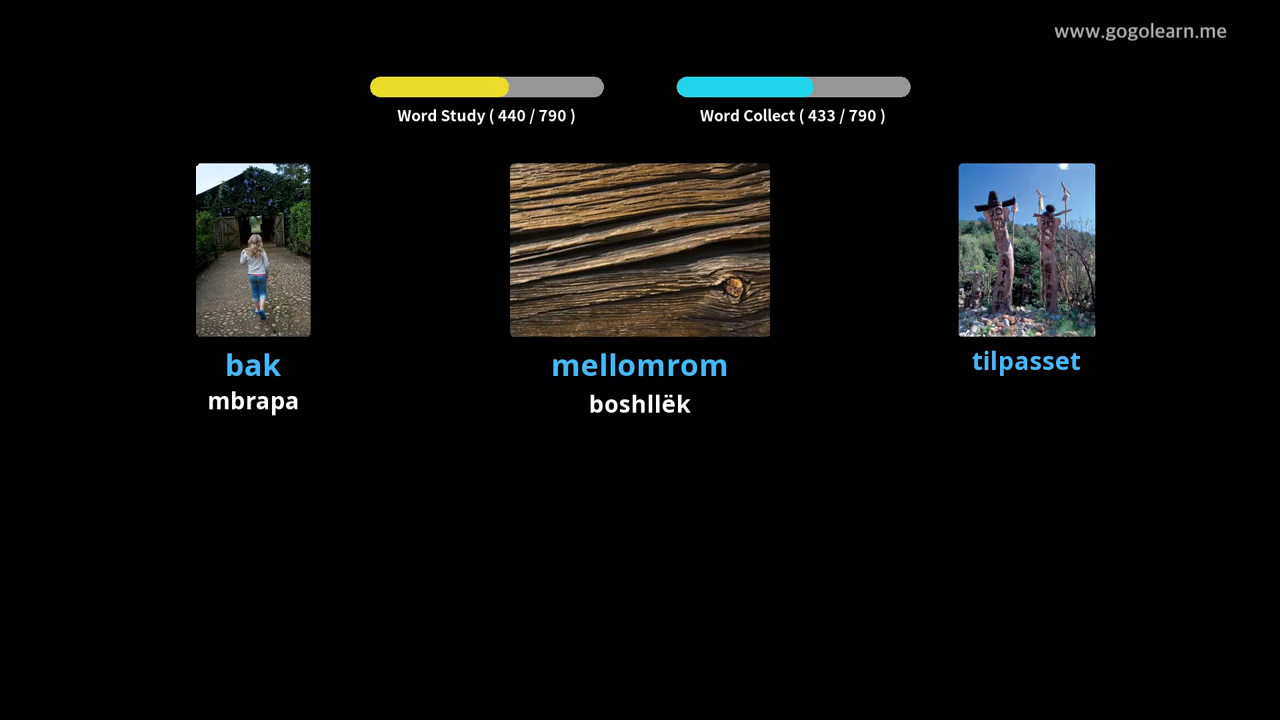 www.gogolearn.me
Word Study ( 440 / 790 )
Word Collect ( 433 / 790 )
bak
mbrapa
mellomrom
boshllëk
tilpasset